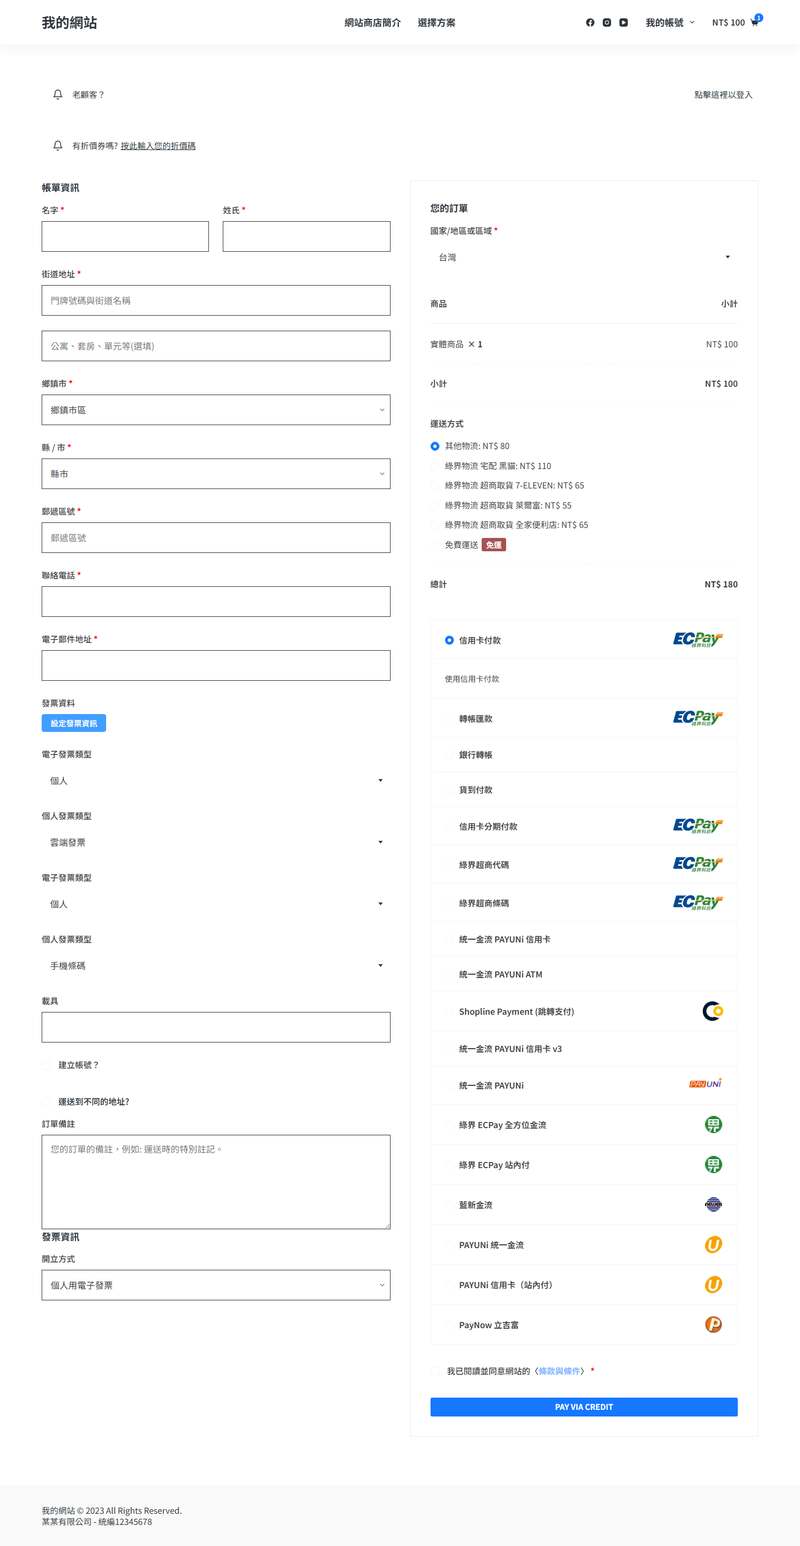 我的網站
網站商店簡介 選擇方案
我的帳號 NT$ 100 1
老顧客？
點擊這裡以登入
有折價券嗎? 按此輸入您的折價碼
帳單資訊
名字 * 姓氏 *
街道地址 *
門牌號碼與街道名稱
公寓、套房、單元等(選填)
鄉鎮市 *
鄉鎮市區
縣 / 市 *
縣市
郵遞區號 *
郵遞區號
聯絡電話 *
電子郵件地址 *
發票資料
設定發票資訊
電子發票類型
個人
個人發票類型
雲端發票
電子發票類型
個人
個人發票類型
手機條碼
載具
建立帳號？
運送到不同的地址?
訂單備註
您的訂單的備註，例如: 運送時的特別註記。
發票資訊
開立方式
個人用電子發票
您的訂單
國家/地區或區域 *
台灣
商品 小計
實體商品 × 1 NT$ 100
小計 NT$ 100
運送方式
其他物流: NT$ 80
綠界物流 宅配 黑貓: NT$ 110
綠界物流 超商取貨 7-ELEVEN: NT$ 65
綠界物流 超商取貨 萊爾富: NT$ 55
綠界物流 超商取貨 全家便利店: NT$ 65
免費運送 免運
總計 NT$ 180
信用卡付款 ECPay 綠界科技
使用信用卡付款
轉帳匯款 ECPay 綠界科技
銀行轉帳
貨到付款
信用卡分期付款 ECPay 綠界科技
綠界超商代碼 ECPay 綠界科技
綠界超商條碼 ECPay 綠界科技
統一金流 PAYUNi 信用卡
統一金流 PAYUNi ATM
Shopline Payment (跳轉支付)
統一金流 PAYUNi 信用卡 v3
統一金流 PAYUNi PAYUNi
綠界 ECPay 全方位金流 界
綠界 ECPay 站內付 界
藍新金流
PAYUNi 統一金流 U
PAYUNi 信用卡（站內付） U
PayNow 立吉富 P
我已閱讀並同意網站的〈條款與條件〉 *
PAY VIA CREDIT
我的網站 © 2023 All Rights Reserved.
某某有限公司 - 統編12345678